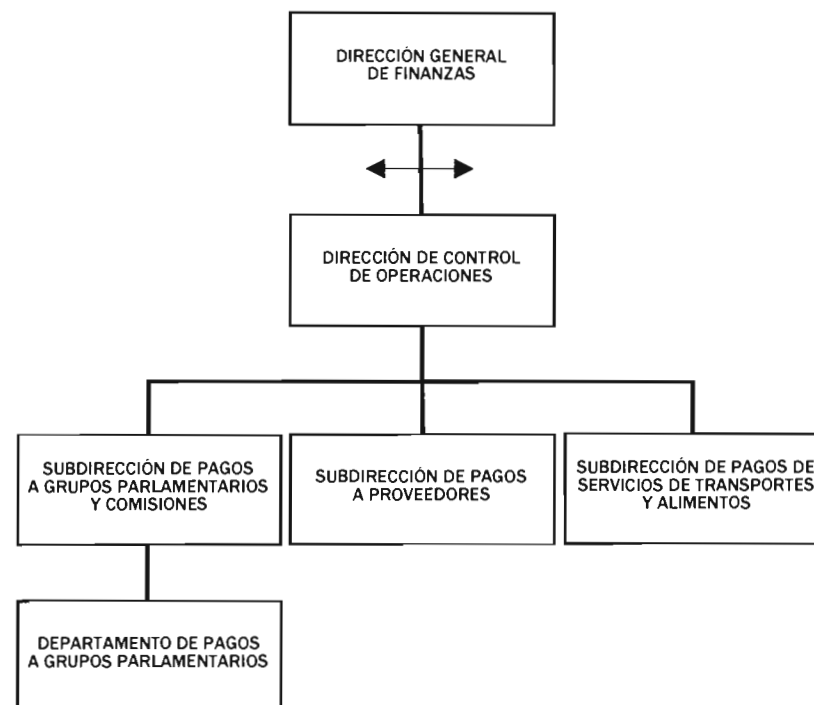 DIRECCIÓN GENERAL
DE FINANZAS
DIRECCIÓN DE CONTROL
DE OPERACIONES
SUBDIRECCIÓN DE PAGOS
A GRUPOS PARLAMENTARIOS
Y COMISIONES
SUBDIRECCIÓN DE PAGOS
A PROVEEDORES
SUBDIRECCIÓN DE PAGOS DE
SERVICIOS DE TRANSPORTES
Y ALIMENTOS
DEPARTAMENTO DE PAGOS
A GRUPOS PARLAMENTARIOS